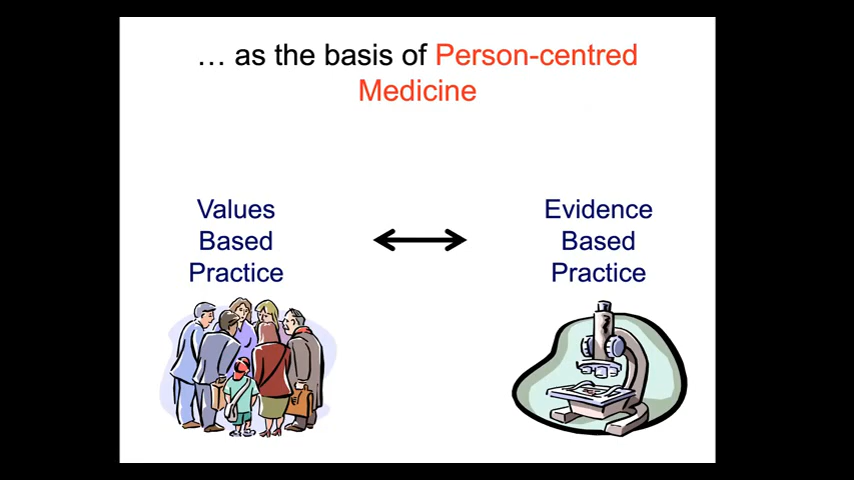 … as the basis of Person-centred
Medicine
Values
Based
Practice
Evidence
Based
Practice